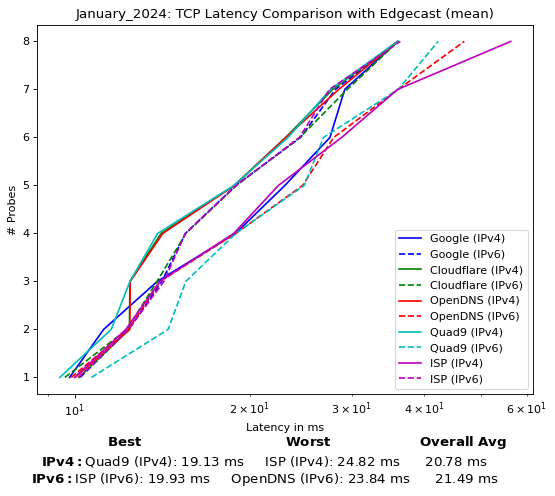 January_2024: TCP Latency Comparison with Edgecast (mean)
8
7
6
5
4
3
2
1
# Probes
Google (IPv4)
Google (IPv6)
Cloudflare (IPv4)
Cloudflare (IPv6)
OpenDNS (IPv4)
OpenDNS (IPv6)
Quad9 (IPv4)
Quad9 (IPv6)
ISP (IPv4)
ISP (IPv6)
10¹ 2 × 10¹ 3 × 10¹ 4 × 10¹ 6 × 10¹
Latency in ms
Best Worst Overall Avg
IPv4: Quad9 (IPv4): 19.13 ms ISP (IPv4): 24.82 ms 20.78 ms
IPv6: ISP (IPv6): 19.93 ms OpenDNS (IPv6): 23.84 ms 21.49 ms